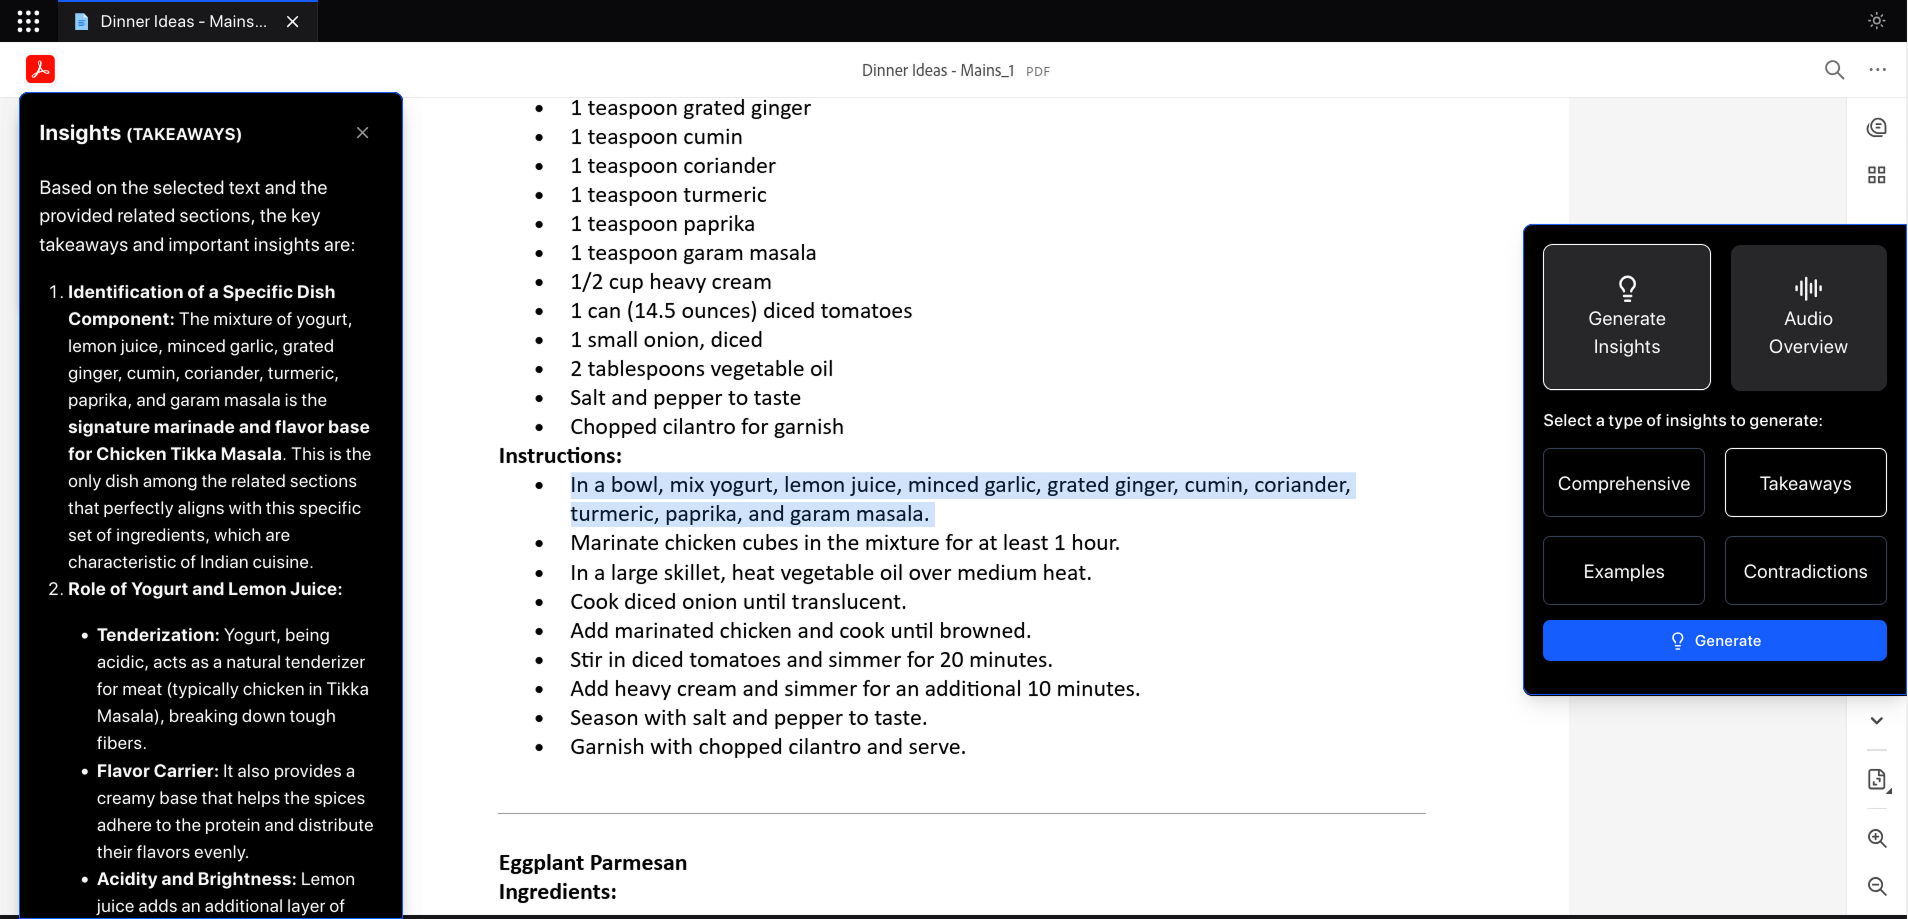 Dinner Ideas - Mains...
Dinner Ideas - Mains_1 PDF
Insights (TAKEAWAYS)
Based on the selected text and the
provided related sections, the key
takeaways and important insights are:
1. Identification of a Specific Dish
Component: The mixture of yogurt,
lemon juice, minced garlic, grated
ginger, cumin, coriander, turmeric,
paprika, and garam masala is the
signature marinade and flavor base
for Chicken Tikka Masala. This is the
only dish among the related sections
that perfectly aligns with this specific
set of ingredients, which are
characteristic of Indian cuisine.
2. Role of Yogurt and Lemon Juice:
• Tenderization: Yogurt, being
acidic, acts as a natural tenderizer
for meat (typically chicken in Tikka
Masala), breaking down tough
fibers.
• Flavor Carrier: It also provides a
creamy base that helps the spices
adhere to the protein and distribute
their flavors evenly.
• Acidity and Brightness: Lemon
juice adds an additional layer of
• 1 teaspoon grated ginger
• 1 teaspoon cumin
• 1 teaspoon coriander
• 1 teaspoon turmeric
• 1 teaspoon paprika
• 1 teaspoon garam masala
• 1/2 cup heavy cream
• 1 can (14.5 ounces) diced tomatoes
• 1 small onion, diced
• 2 tablespoons vegetable oil
• Salt and pepper to taste
• Chopped cilantro for garnish
Instructions:
• In a bowl, mix yogurt, lemon juice, minced garlic, grated ginger, cumin, coriander,
turmeric, paprika, and garam masala.
• Marinate chicken cubes in the mixture for at least 1 hour.
• In a large skillet, heat vegetable oil over medium heat.
• Cook diced onion until translucent.
• Add marinated chicken and cook until browned.
• Stir in diced tomatoes and simmer for 20 minutes.
• Add heavy cream and simmer for an additional 10 minutes.
• Season with salt and pepper to taste.
• Garnish with chopped cilantro and serve.
Eggplant Parmesan
Ingredients:
Generate
Insights
Audio
Overview
Select a type of insights to generate:
Comprehensive
Takeaways
Examples
Contradictions
Generate